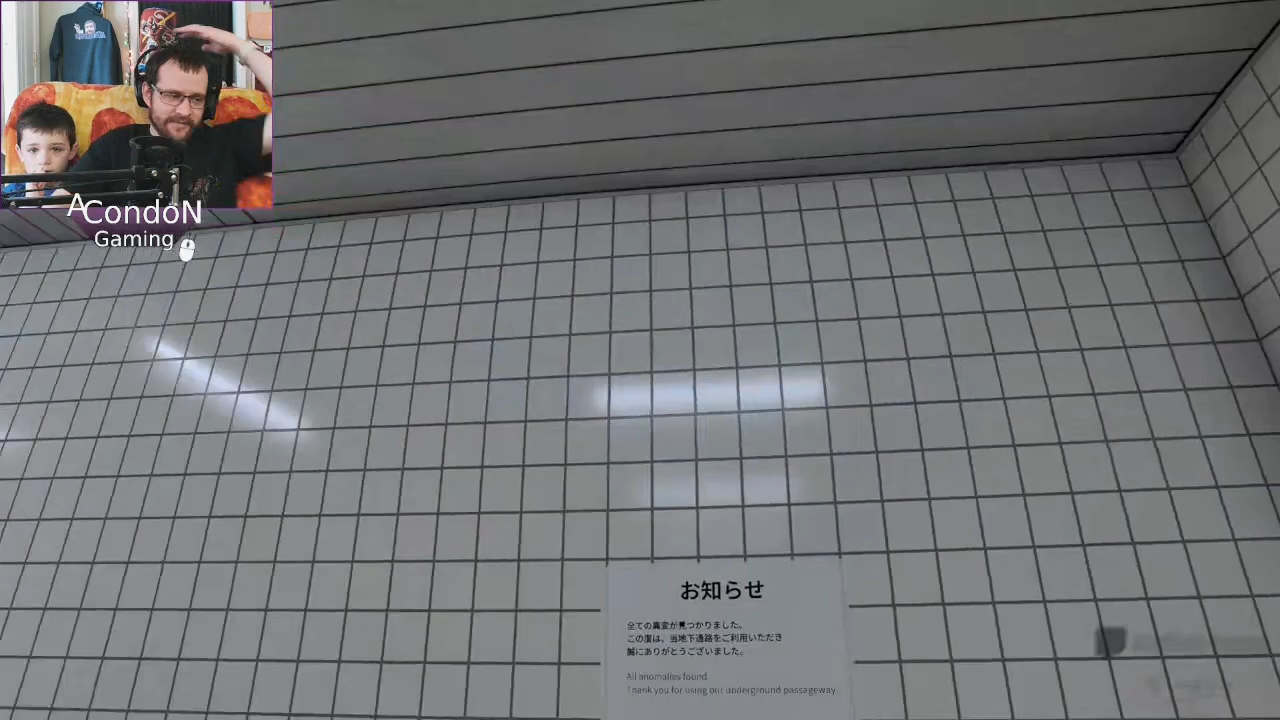 ACondoN
Gaming
お知らせ
全ての異変が見つかりました。
この度は、当地下通路をご利用いただき
誠にありがとうございました。
All anomalies found
Thank you for using our underground passageway.